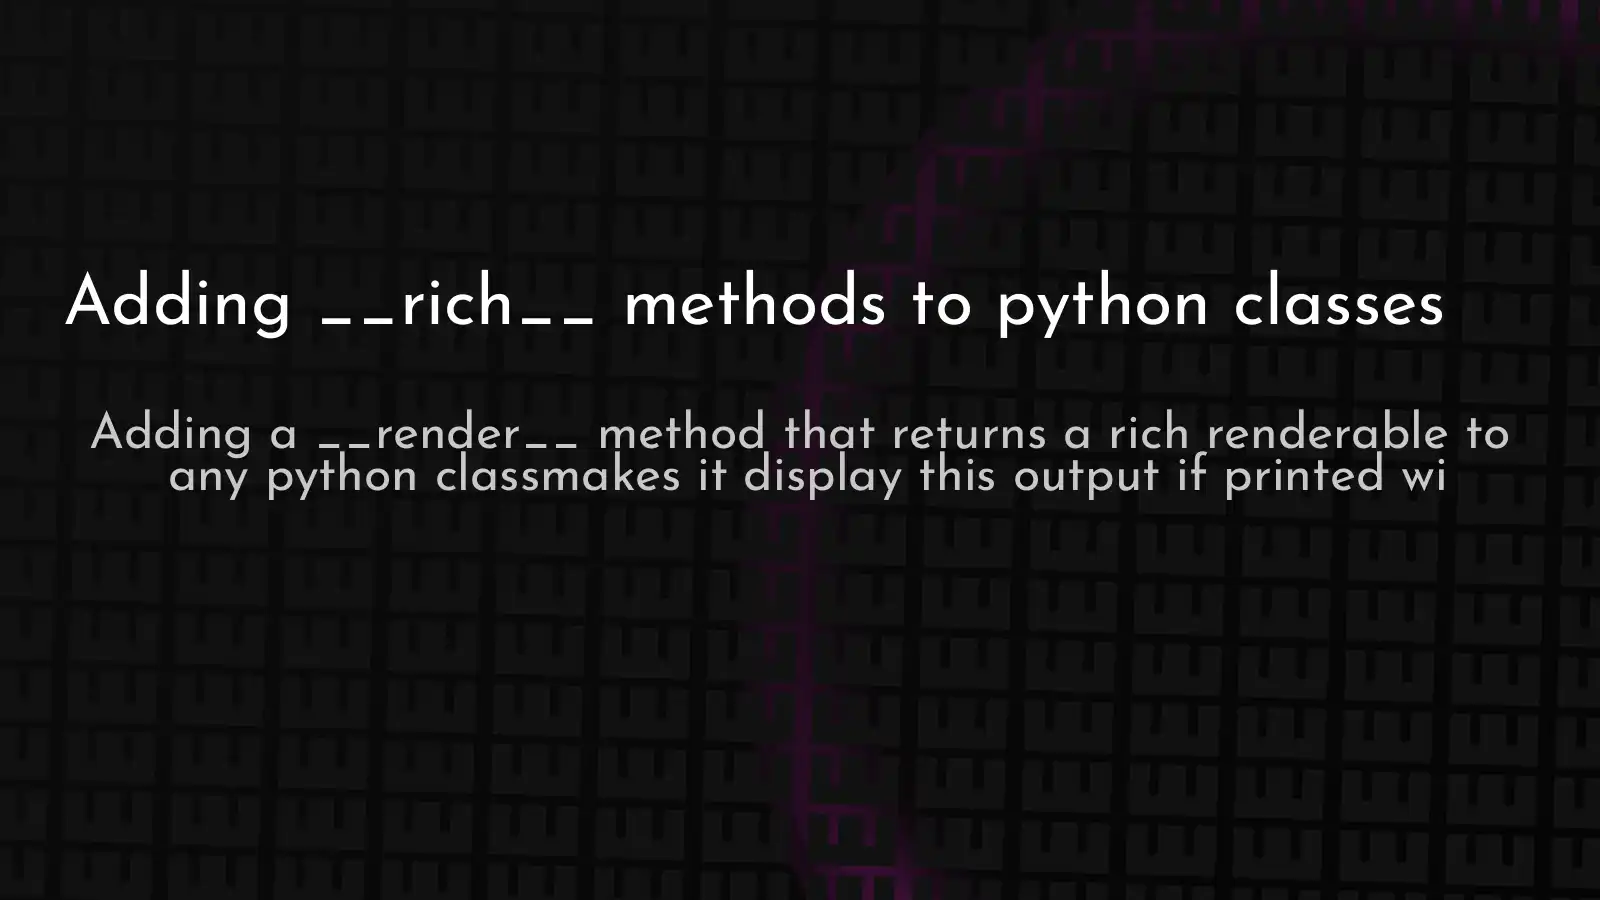 Adding __rich__ methods to python classes
Adding a __render__ method that returns a rich renderable to
any python classmakes it display this output if printed wi